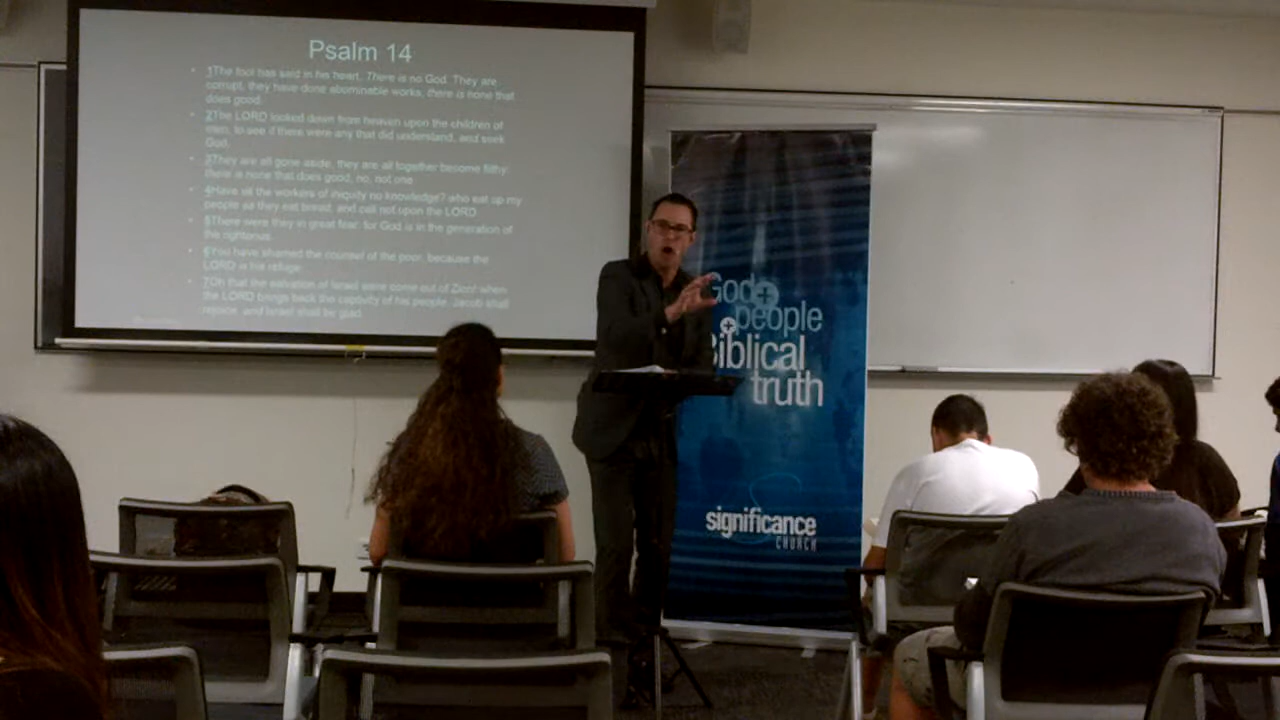 Psalm 14
1The fool has said in his heart, There is no God. They are
corrupt, they have done abominable works, there is none that
does good.
2The LORD looked down from heaven upon the children of
men, to see if there were any that did understand, and seek
God.
3They are all gone aside, they are all together become filthy:
there is none that does good, no, not one
4Have all the workers of iniquity no knowledge? who eat up my
people as they eat bread, and call not upon the LORD
5There were they in great fear: for God is in the generation of
the righteous.
6You have shamed the counsel of the poor, because the
LORD is his refuge.
7Oh that the salvation of Israel were come out of Zion! when
the LORD brings back the captivity of his people, Jacob shall
rejoice, and Israel shall be glad.
God+
+people
Biblical
truth
significance
CHURCH